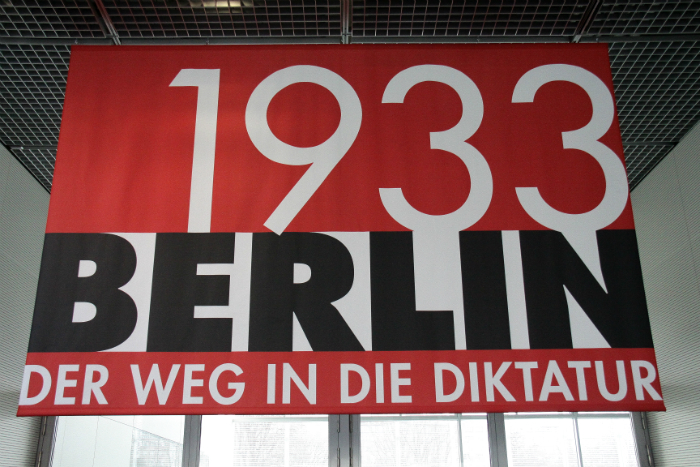 1933
BERLIN
DER WEG IN DIE DIKTATUR